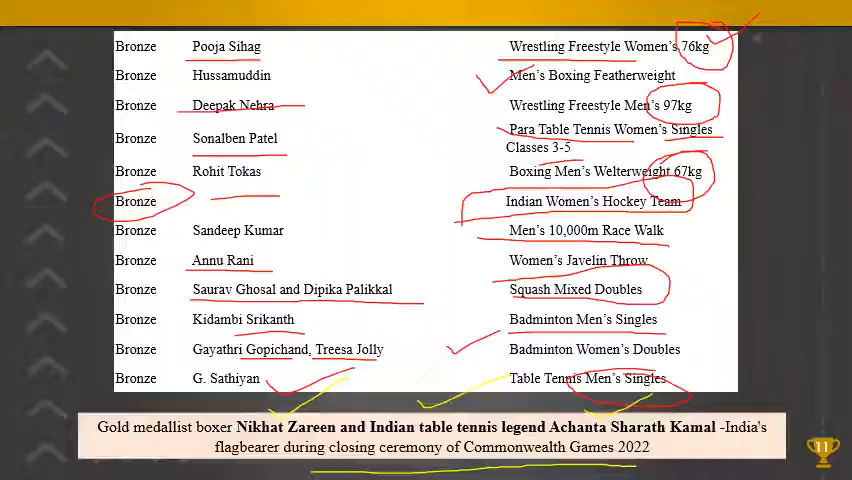 Bronze Pooja Sihag Wrestling Freestyle Women's 76kg
Bronze Hussamuddin Men's Boxing Featherweight
Bronze Deepak Nehra Wrestling Freestyle Men's 97kg
Bronze Sonalben Patel Para Table Tennis Women's Singles
Classes 3-5
Bronze Rohit Tokas Boxing Men's Welterweight 67kg
Bronze Indian Women's Hockey Team
Bronze Sandeep Kumar Men's 10,000m Race Walk
Bronze Annu Rani Women's Javelin Throw
Bronze Saurav Ghosal and Dipika Palikkal Squash Mixed Doubles
Bronze Kidambi Srikanth Badminton Men's Singles
Bronze Gayathri Gopichand, Treesa Jolly Badminton Women's Doubles
Bronze G. Sathiyan Table Tennis Men's Singles
Gold medallist boxer Nikhat Zareen and Indian table tennis legend Achanta Sharath Kamal -India's
flagbearer during closing ceremony of Commonwealth Games 2022
11